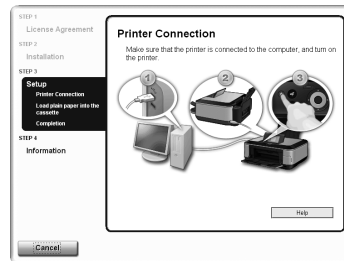 STEP 1
License Agreement
STEP 2
Installation
STEP 3
Setup
Printer Connection
Load plain paper into the
cassette
Completion
STEP 4
Information
Cancel
Printer Connection
Make sure that the printer is connected to the computer, and turn on
the printer.
1
2
3
Help